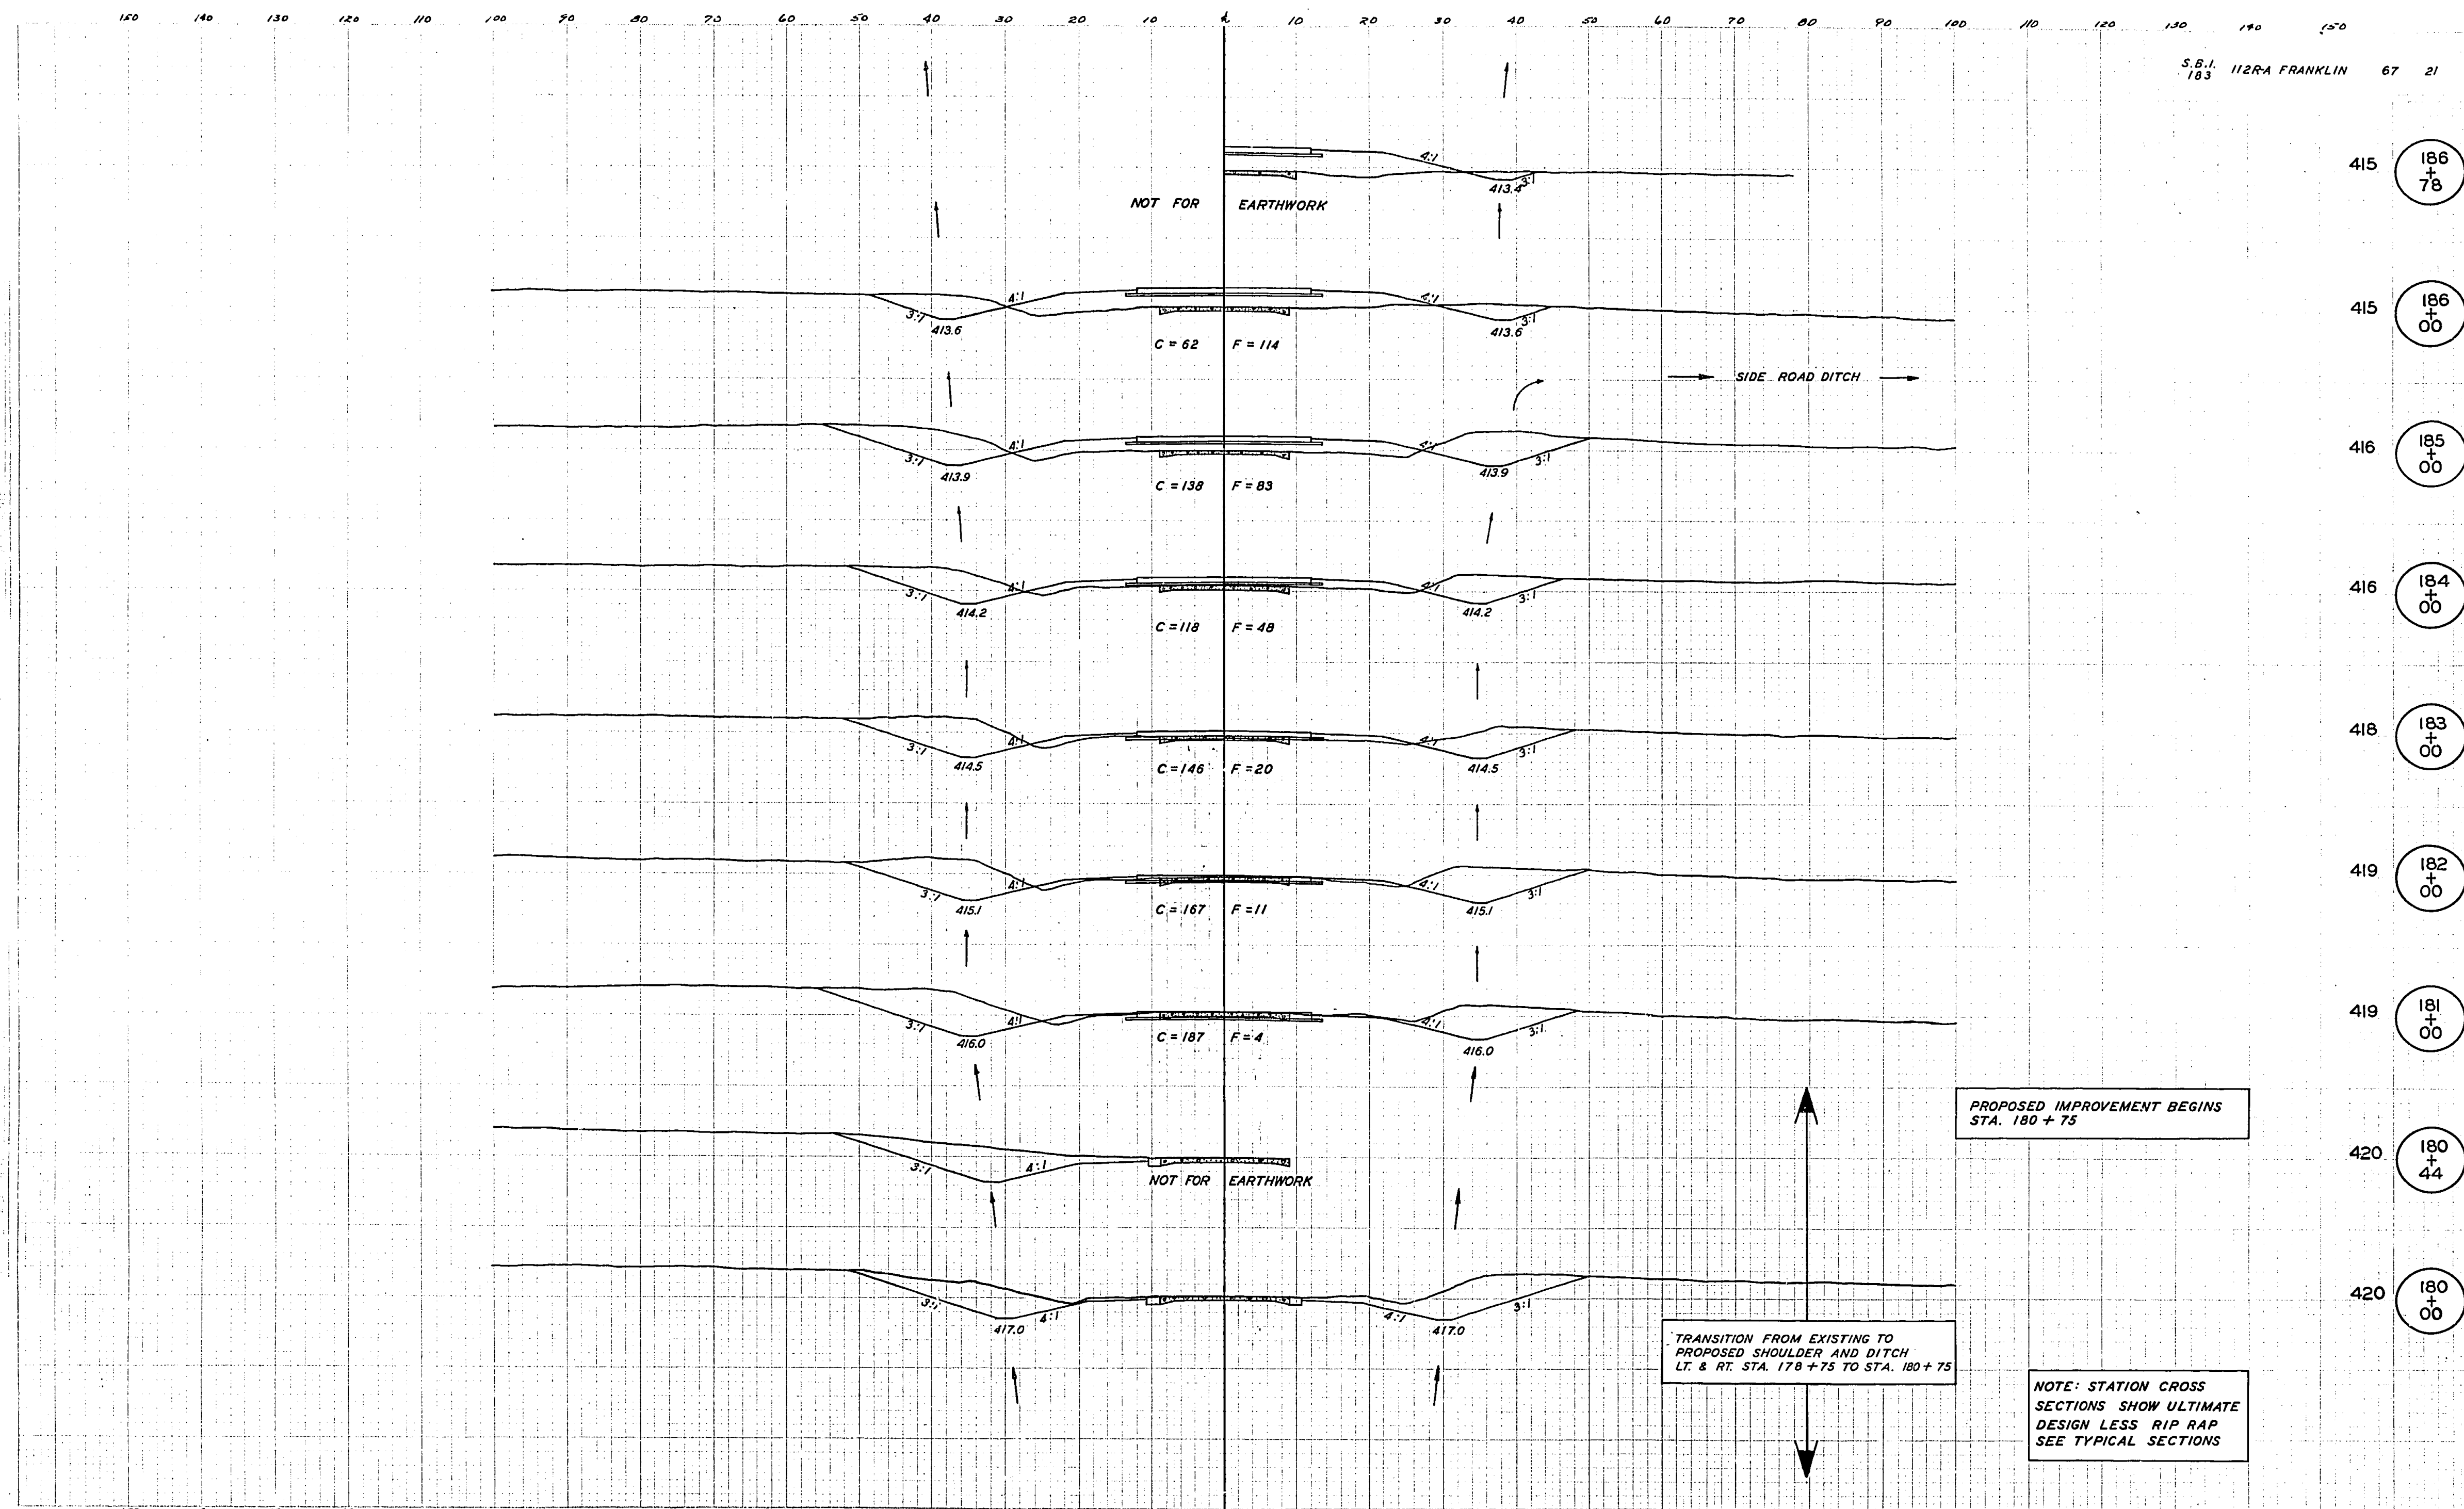 150 140 130 120 110 100 90 80 70 60 50 40 30 20 10 ℄ 10 20 30 40 50 60 70 80 90 100 110 120 130 140 150
S.B.I.
183 112R-A FRANKLIN 67 21
4:1
413.4 3:1
415 186 + 78
NOT FOR EARTHWORK
4:1 4:1
3:1 413.6 413.6 3:1
415 186 + 00
C = 62 F = 114
SIDE ROAD DITCH
4:1 4:1
3:1 413.9 413.9 3:1
416 185 + 00
C = 138 F = 83
4:1 4:1
3:1 414.2 414.2 3:1
416 184 + 00
C = 118 F = 48
4:1 4:1
3:1 414.5 414.5 3:1
418 183 + 00
C = 146 F = 20
4:1 4:1
3:1 415.1 415.1 3:1
419 182 + 00
C = 167 F = 11
4:1 4:1
3:1 416.0 416.0 3:1
419 181 + 00
C = 187 F = 4
PROPOSED IMPROVEMENT BEGINS
STA. 180 + 75
3:1 4:1
420 180 + 44
NOT FOR EARTHWORK
3:1 417.0 4:1 4:1 417.0 3:1
420 180 + 00
TRANSITION FROM EXISTING TO
PROPOSED SHOULDER AND DITCH
LT. & RT. STA. 178 + 75 TO STA. 180 + 75
NOTE: STATION CROSS
SECTIONS SHOW ULTIMATE
DESIGN LESS RIP RAP
SEE TYPICAL SECTIONS